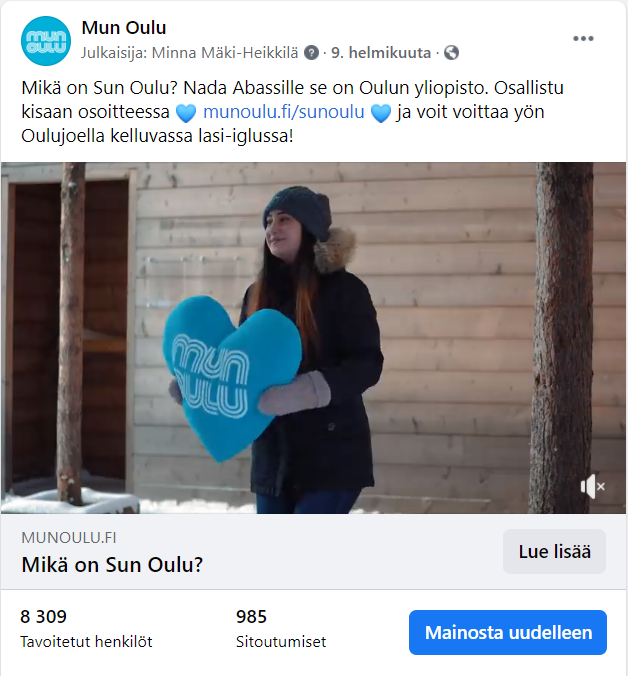 mun
oulu
Mun Oulu
Julkaisija: Minna Mäki-Heikkilä ? · 9. helmikuuta ·
Mikä on Sun Oulu? Nada Abassille se on Oulun yliopisto. Osallistu
kisaan osoitteessa 💙 munoulu.fi/sunoulu 💙 ja voit voittaa yön
Oulujoella kelluvassa lasi-iglussa!
mun
oulu
MUNOULU.FI
Mikä on Sun Oulu?
Lue lisää
8 309
Tavoitetut henkilöt
985
Sitoutumiset
Mainosta uudelleen